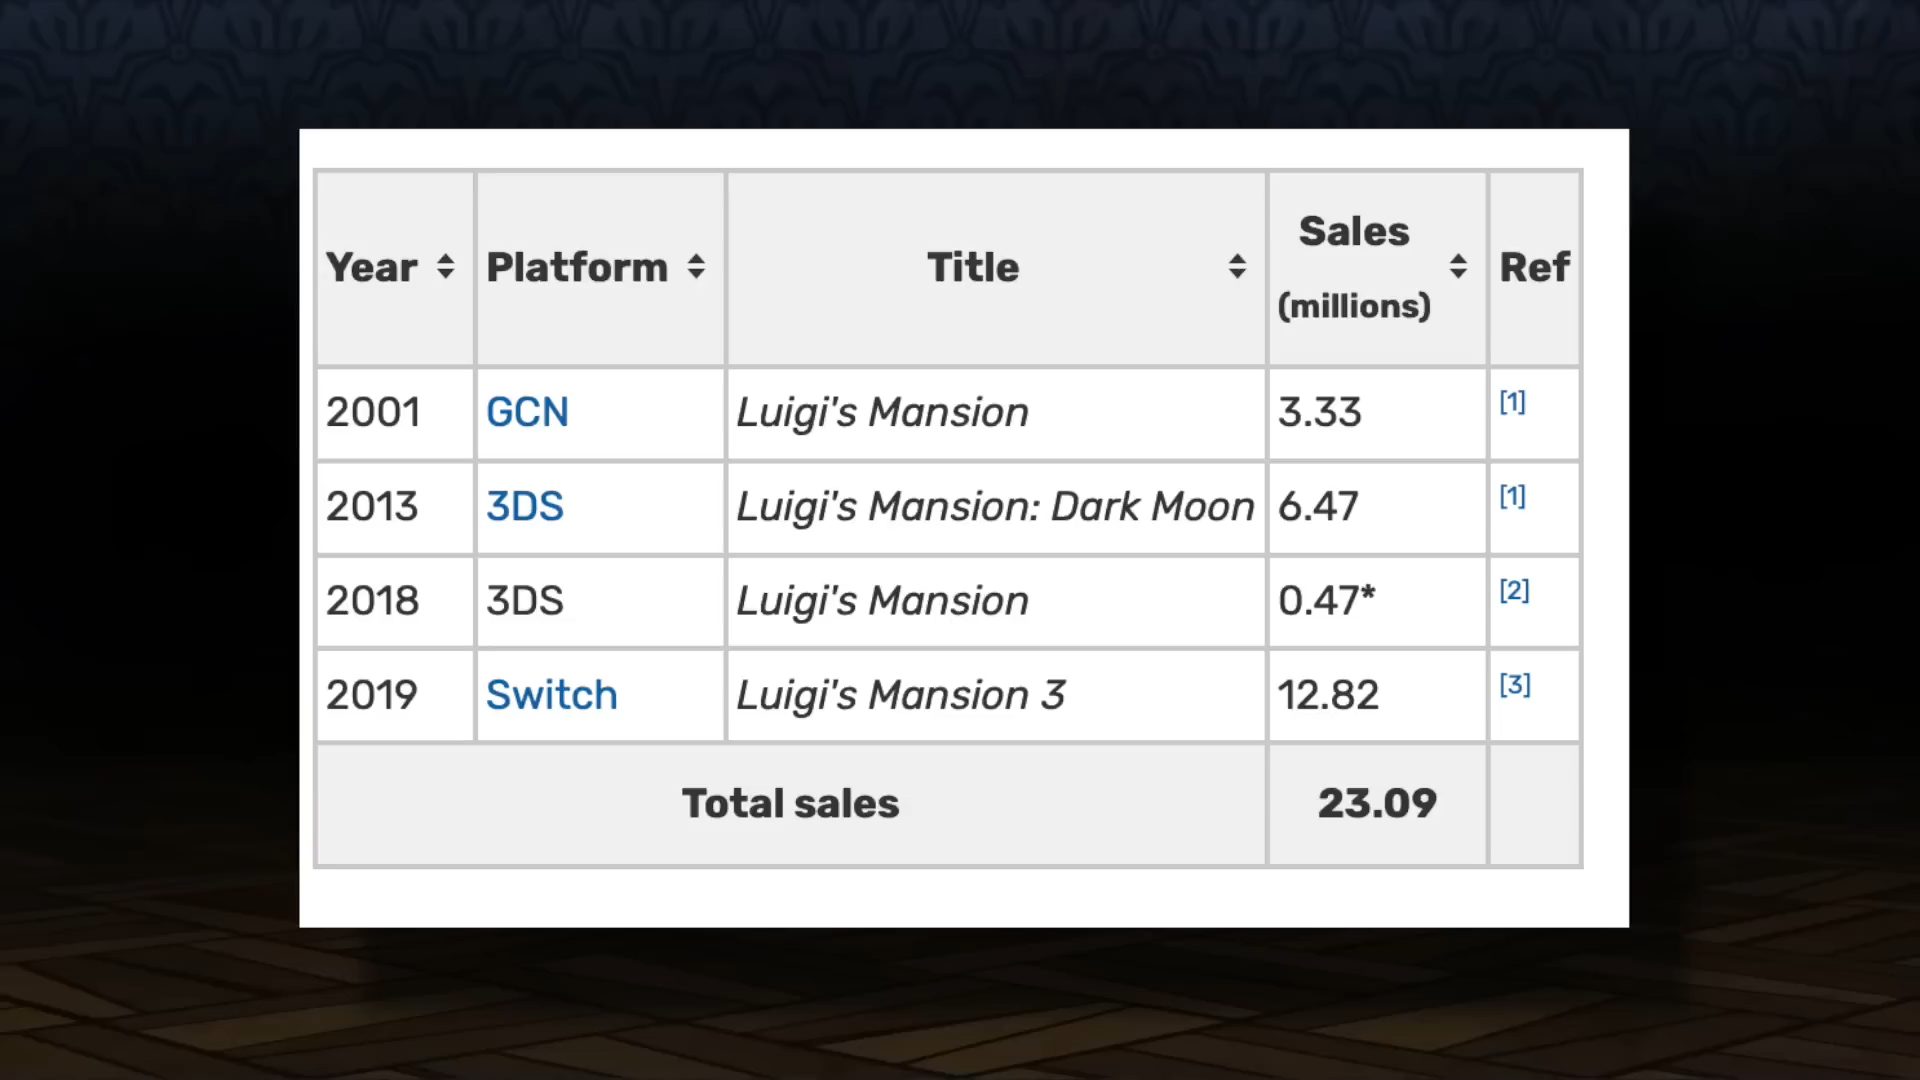 Year Platform Title Sales (millions) Ref
2001 GCN Luigi's Mansion 3.33 [1]
2013 3DS Luigi's Mansion: Dark Moon 6.47 [1]
2018 3DS Luigi's Mansion 0.47* [2]
2019 Switch Luigi's Mansion 3 12.82 [3]
Total sales 23.09